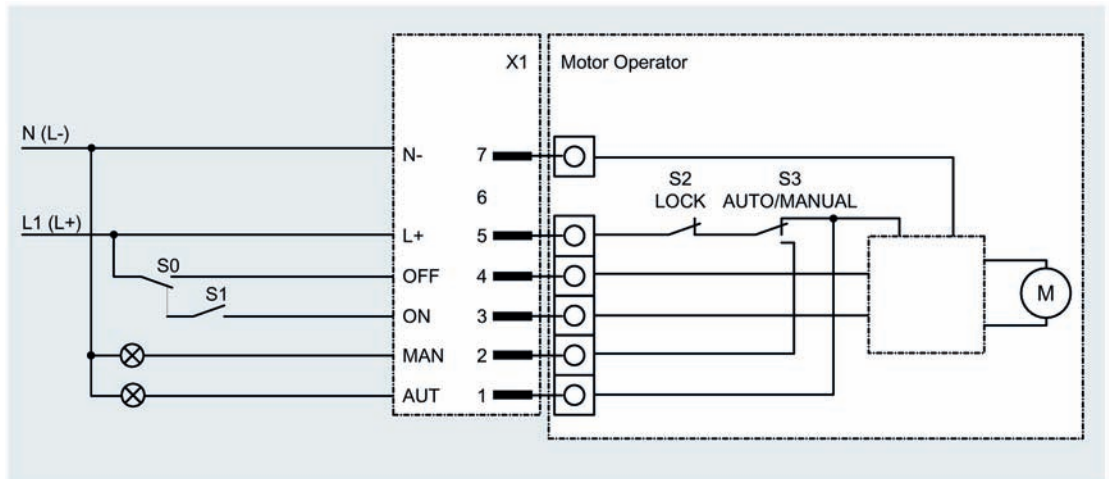 X1 Motor Operator
N (L-)
N- 7
6
S2 S3
LOCK AUTO/MANUAL
L1 (L+)
L+ 5
S0
OFF 4
S1
ON 3
M
MAN 2
AUT 1